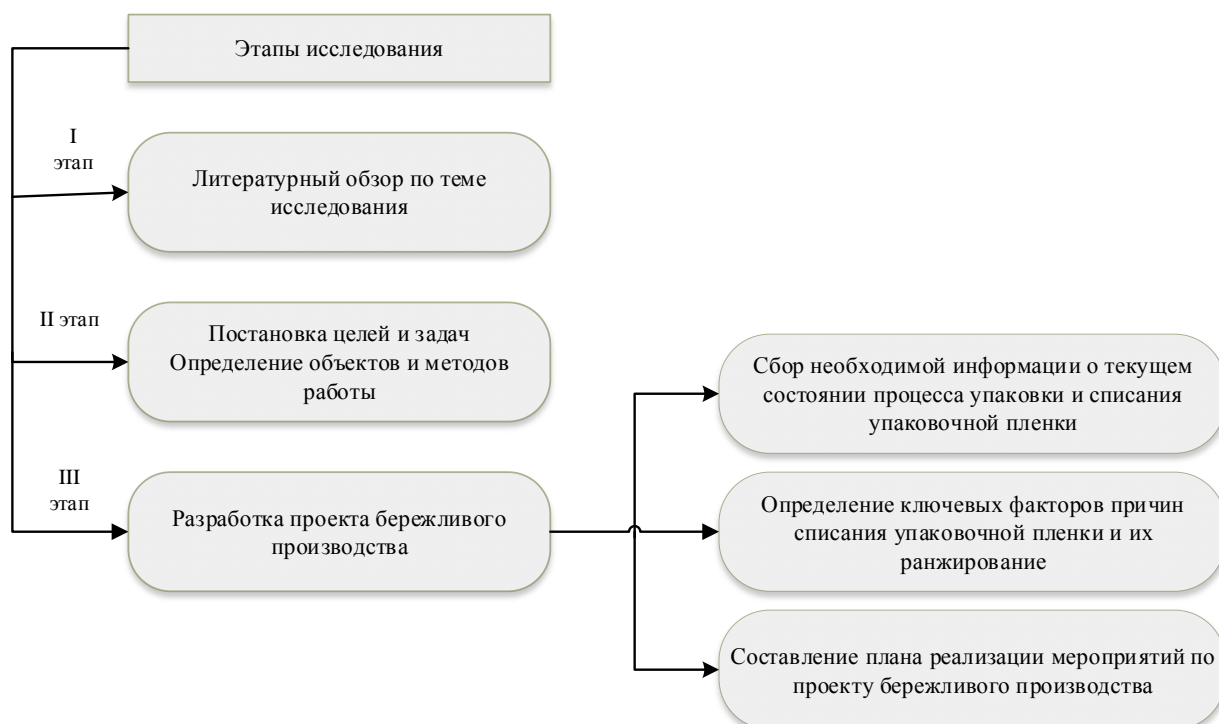 Этапы исследования
I
этап
Литературный обзор по теме
исследования
II этап
Постановка целей и задач
Определение объектов и методов
работы
III
этап
Разработка проекта бережливого
производства
Сбор необходимой информации о текущем
состоянии процесса упаковки и списания
упаковочной пленки
Определение ключевых факторов причин
списания упаковочной пленки и их
ранжирование
Составление плана реализации мероприятий по
проекту бережливого производства